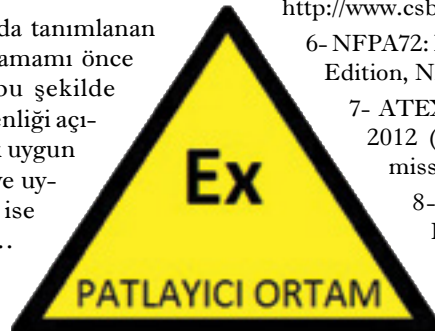 da tanımlanan
amamı önce
bu şekilde
enliği açı-
k uygun
ve uy-
ise
..
Ex
PATLAYICI ORTAM
http://www.csb
6- NFPA72:
Edition, N
7- ATEX
2012 (
miss
8-